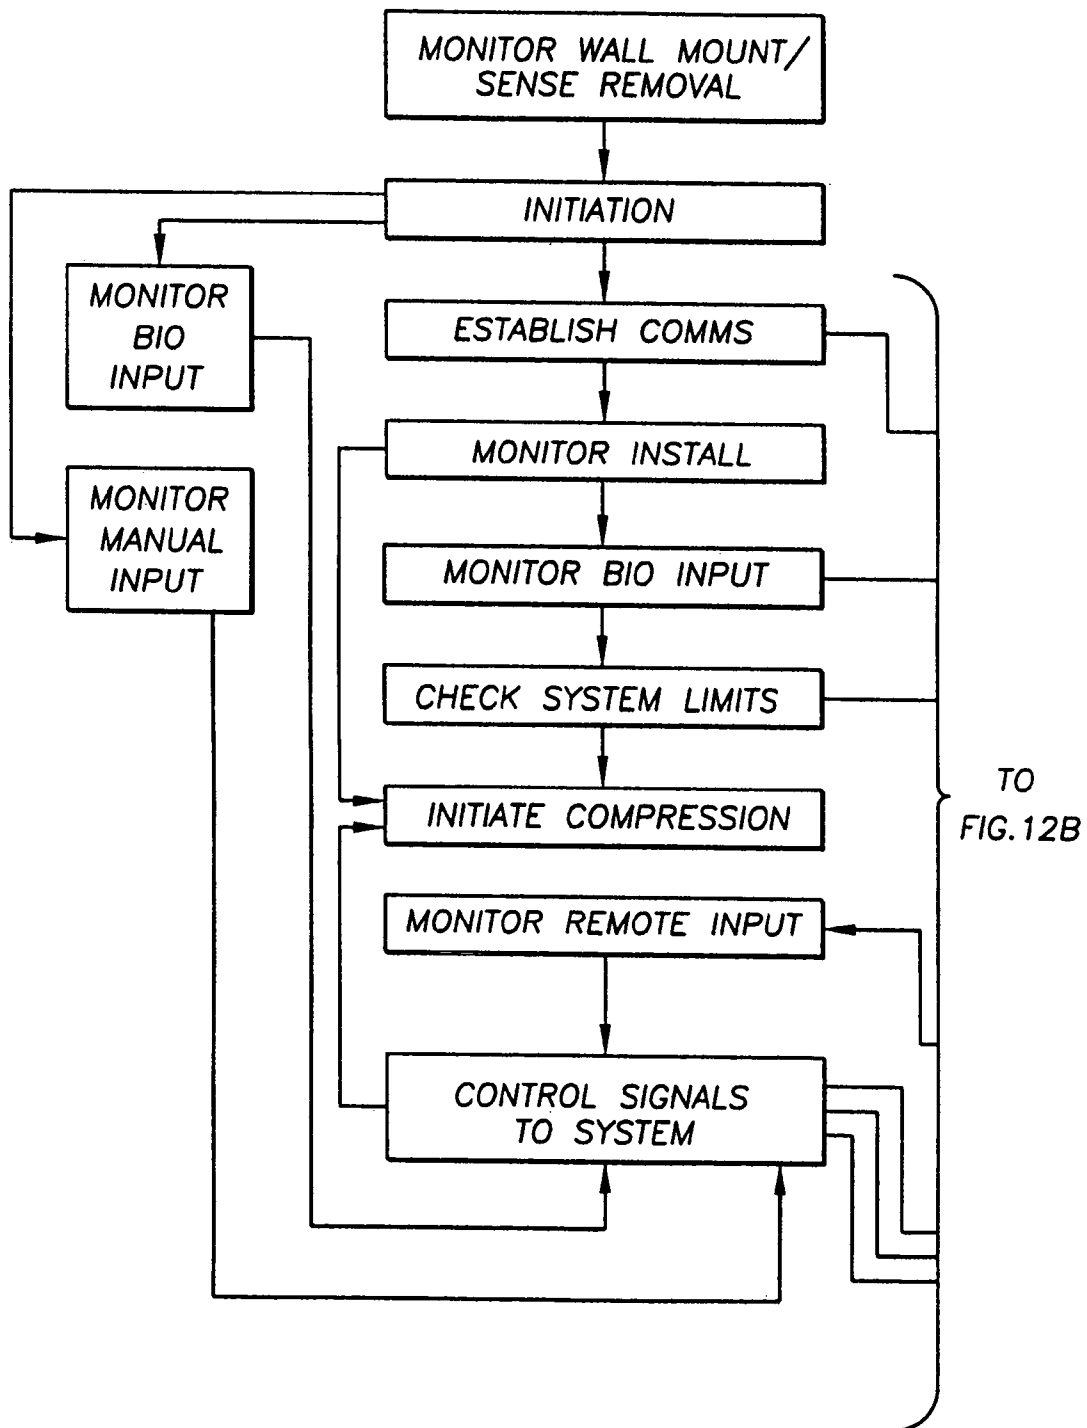 MONITOR WALL MOUNT/
SENSE REMOVAL
INITIATION
MONITOR
BIO
INPUT
ESTABLISH COMMS
MONITOR INSTALL
MONITOR
MANUAL
INPUT
MONITOR BIO INPUT
CHECK SYSTEM LIMITS
INITIATE COMPRESSION
TO
FIG.12B
MONITOR REMOTE INPUT
CONTROL SIGNALS
TO SYSTEM